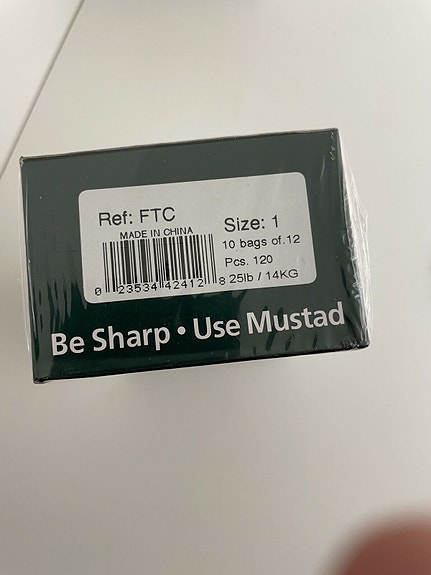 Ref: FTC
MADE IN CHINA
0 23534 42412 8
Size: 1
10 bags of.12
Pcs. 120
25lb / 14KG
Be Sharp • Use Mustad